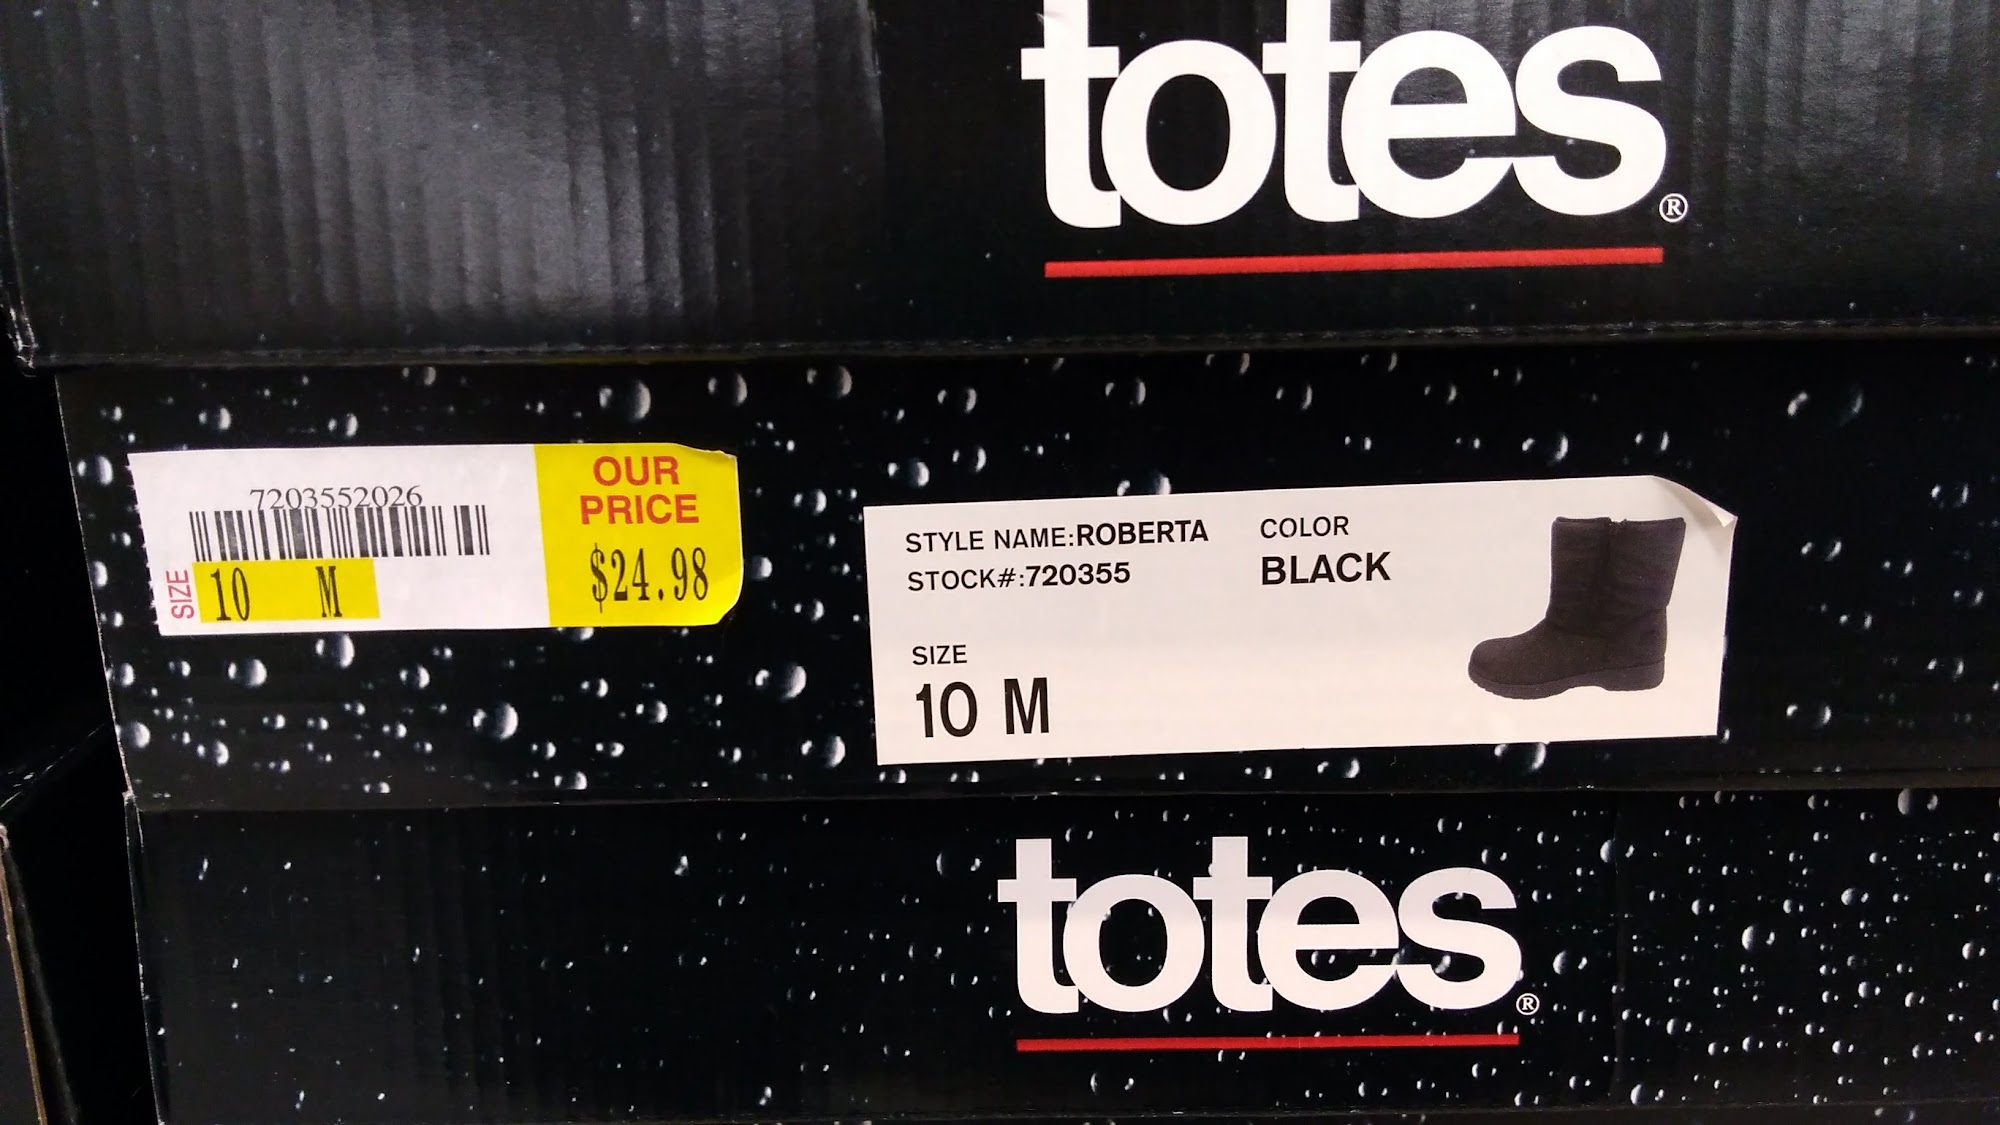 totes®
7203552026
SIZE 10 M
OUR
PRICE
$24.98
STYLE NAME:ROBERTA
STOCK#:720355
COLOR
BLACK
SIZE
10 M
totes®